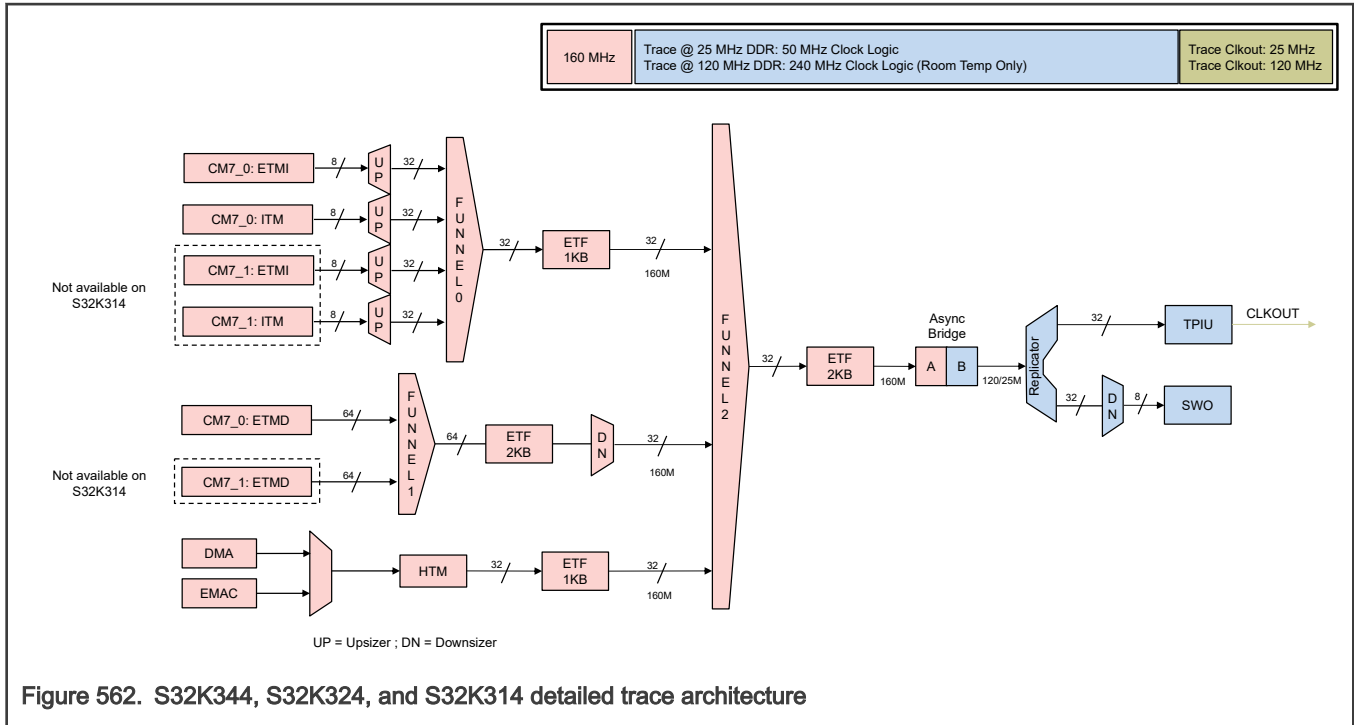 160 MHz
Trace @ 25 MHz DDR: 50 MHz Clock Logic
Trace @ 120 MHz DDR: 240 MHz Clock Logic (Room Temp Only)
Trace Clkout: 25 MHz
Trace Clkout: 120 MHz
CM7_0: ETMI
8
UP
32
CM7_0: ITM
8
UP
32
Not available on
S32K314
CM7_1: ETMI
8
UP
32
CM7_1: ITM
8
UP
32
FUNNEL0
32
ETF
1KB
32
160M
CM7_0: ETMD
64
Not available on
S32K314
CM7_1: ETMD
64
FUNNEL1
64
ETF
2KB
DN
32
160M
DMA
EMAC
HTM
32
ETF
1KB
32
160M
FUNNEL2
32
ETF
2KB
160M
Async
Bridge
A
B
120/25M
Replicator
32
TPIU
CLKOUT
32
DN
8
SWO
UP = Upsizer ; DN = Downsizer
Figure 562. S32K344, S32K324, and S32K314 detailed trace architecture